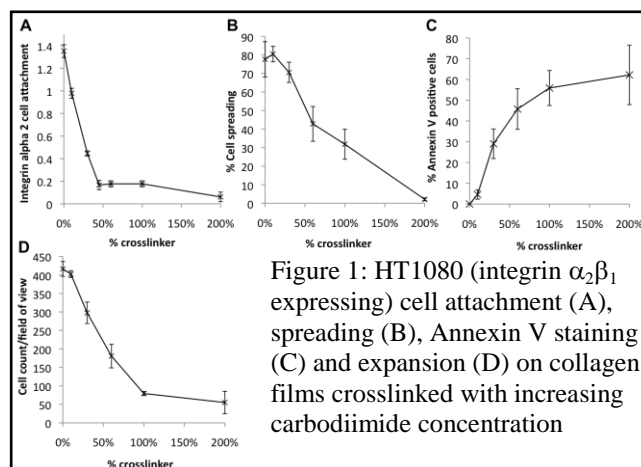 A
B
C
Integrin alpha 2 cell attachment
1.4
1.2
1
0.8
0.6
0.4
0.2
0
0% 50% 100% 150% 200%
% crosslinker
% Cell spreading
90
80
70
60
50
40
30
20
10
0
0% 50% 100% 150% 200%
% crosslinker
% Annexin V positive cells
80
70
60
50
40
30
20
10
0
0% 50% 100% 150% 200%
% crosslinker
D
Cell count/field of view
450
400
350
300
250
200
150
100
50
0
0% 50% 100% 150% 200%
% crosslinker
Figure 1: HT1080 (integrin α₂β₁
expressing) cell attachment (A),
spreading (B), Annexin V staining
(C) and expansion (D) on collagen
films crosslinked with increasing
carbodiimide concentration